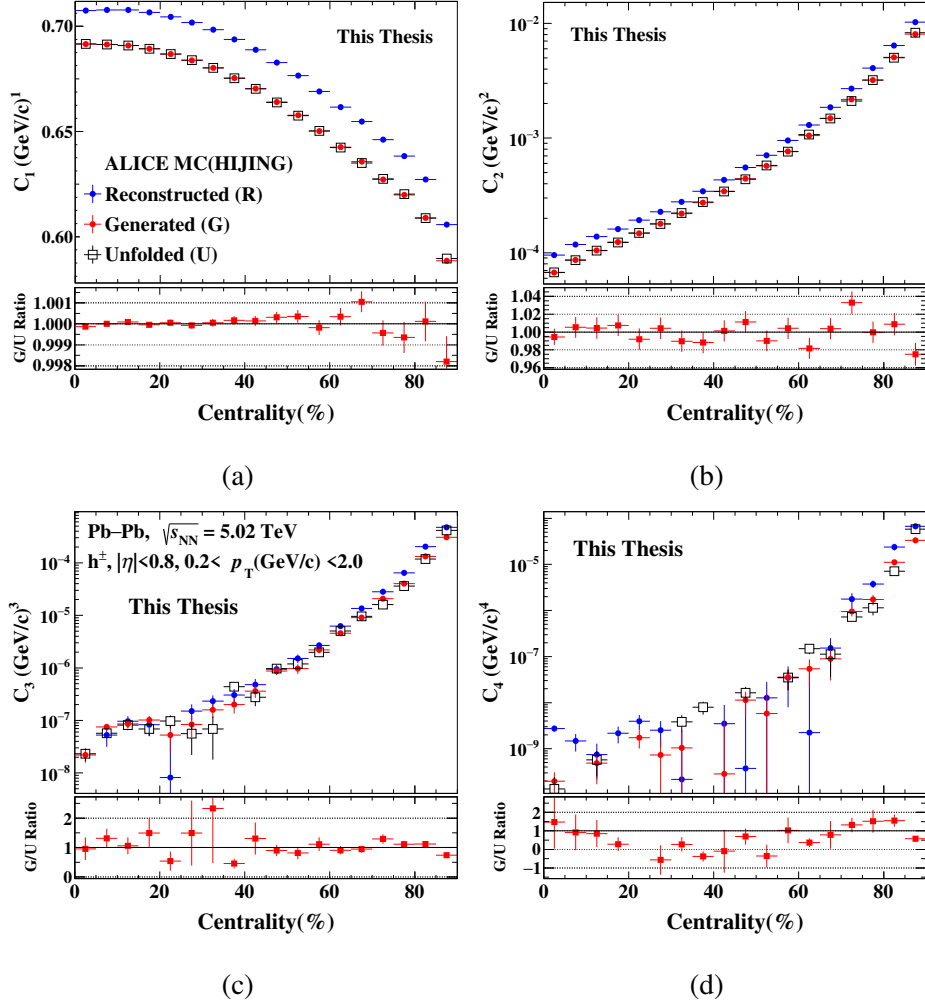 This Thesis
C₁ (GeV/c)¹
0.70
0.65
0.60
ALICE MC(HIJING)
Reconstructed (R)
Generated (G)
Unfolded (U)
G/U Ratio
1.001
1.000
0.999
0.998
0 20 40 60 80
Centrality(%)
(a)
This Thesis
C₂ (GeV/c)²
10⁻²
10⁻³
10⁻⁴
G/U Ratio
1.04
1.02
1.00
0.98
0.96
0 20 40 60 80
Centrality(%)
(b)
Pb–Pb, √sNN = 5.02 TeV
h±, |η|<0.8, 0.2< pT(GeV/c) <2.0
This Thesis
C₃ (GeV/c)³
10⁻⁴
10⁻⁵
10⁻⁶
10⁻⁷
10⁻⁸
G/U Ratio
2
1
0
0 20 40 60 80
Centrality(%)
(c)
This Thesis
C₄ (GeV/c)⁴
10⁻⁵
10⁻⁷
10⁻⁹
G/U Ratio
2
1
0
−1
0 20 40 60 80
Centrality(%)
(d)